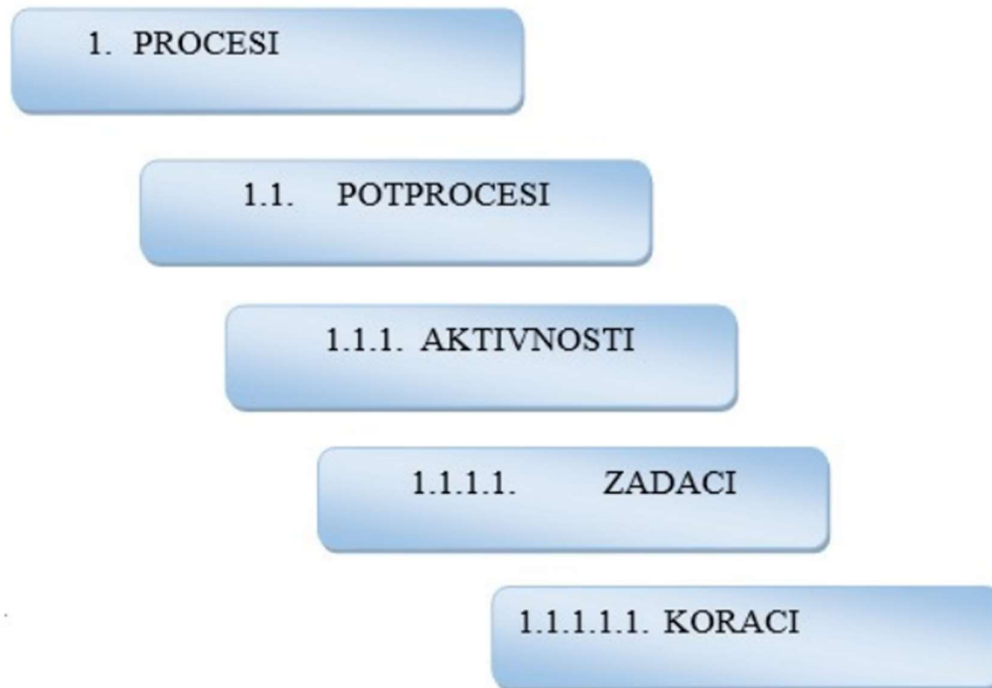 1. PROCESI
1.1. POTPROCESI
1.1.1. AKTIVNOSTI
1.1.1.1. ZADACI
1.1.1.1.1. KORACI